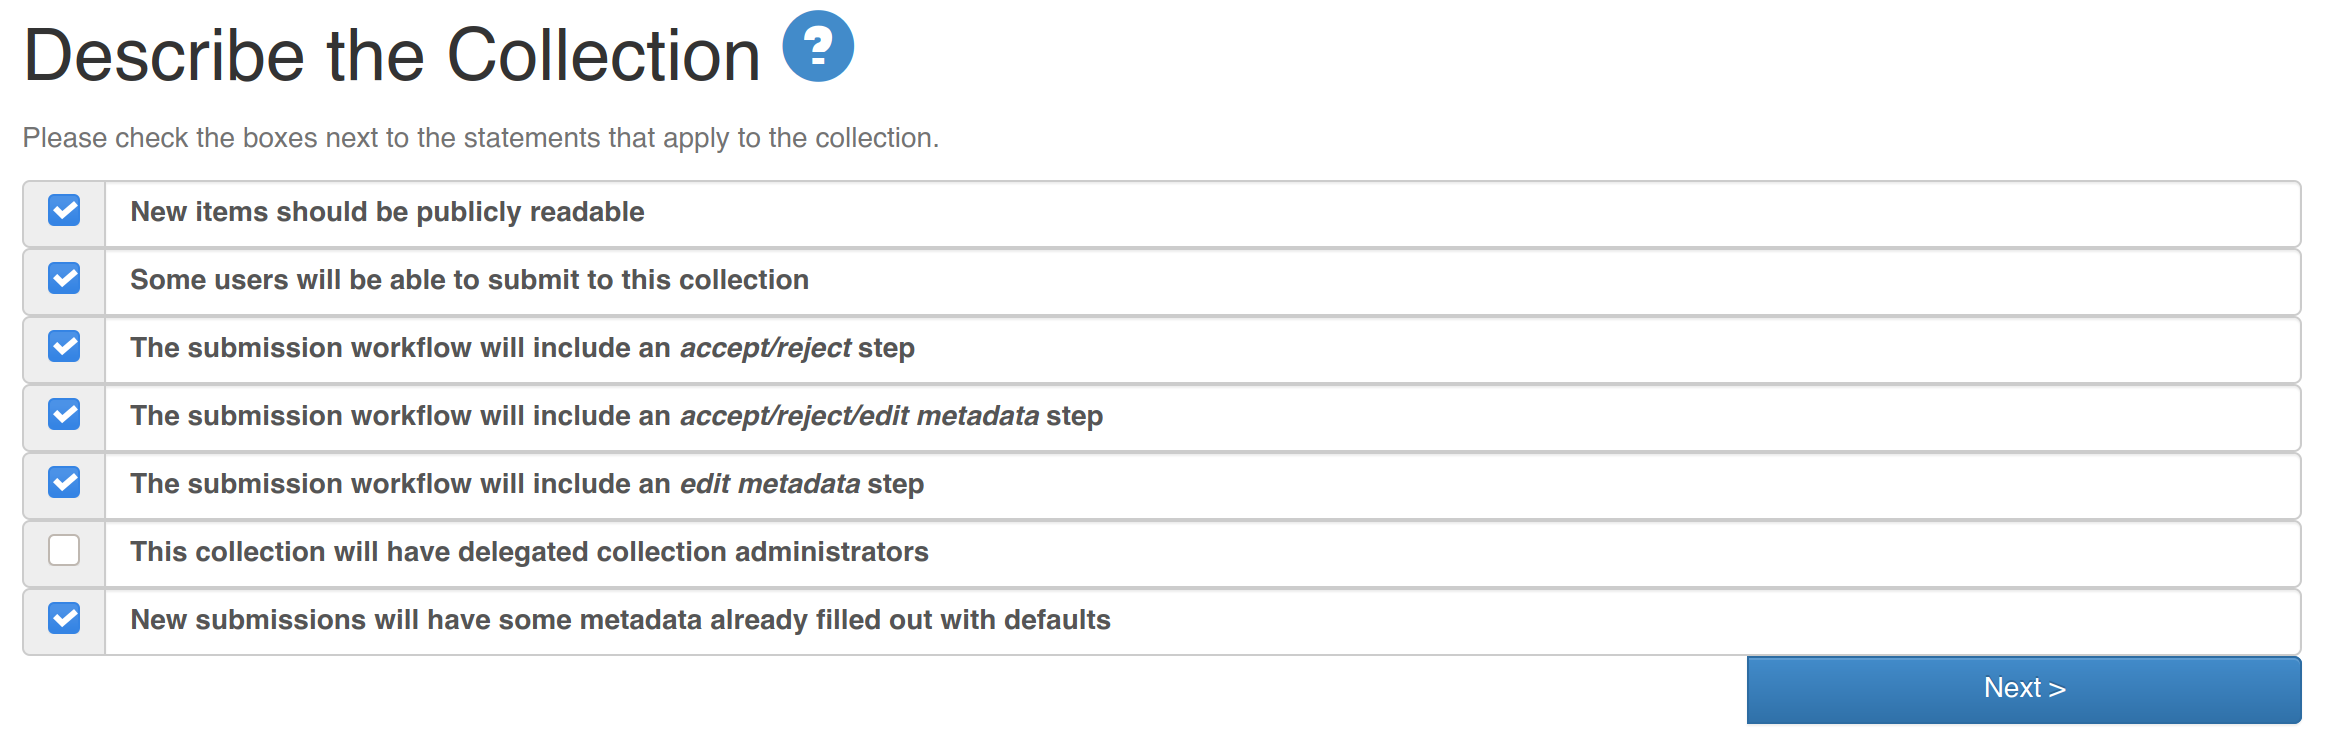 Describe the Collection ?
Please check the boxes next to the statements that apply to the collection.
New items should be publicly readable
Some users will be able to submit to this collection
The submission workflow will include an accept/reject step
The submission workflow will include an accept/reject/edit metadata step
The submission workflow will include an edit metadata step
This collection will have delegated collection administrators
New submissions will have some metadata already filled out with defaults
Next >